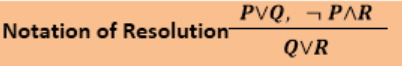 P∨Q, ¬ P∧R
Notation of Resolution
Q∨R